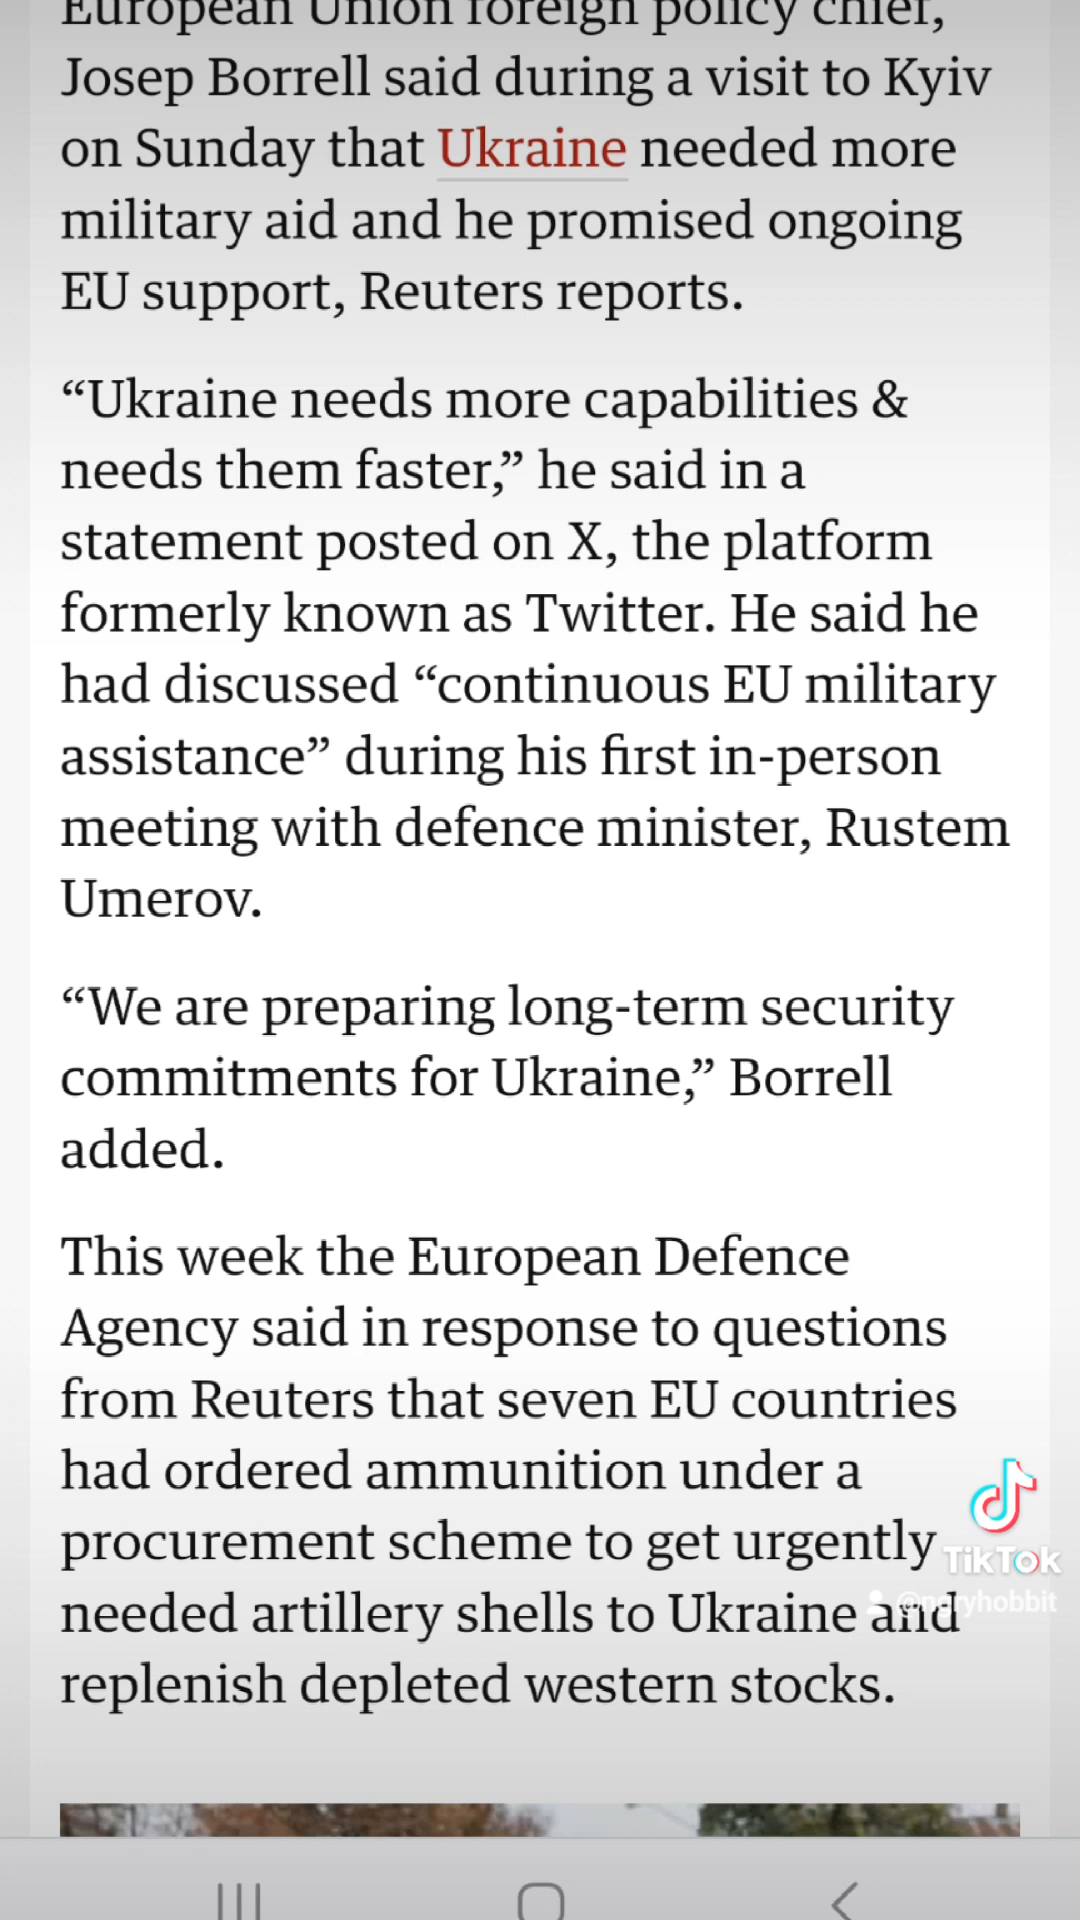 European Union foreign policy chief,
Josep Borrell said during a visit to Kyiv
on Sunday that Ukraine needed more
military aid and he promised ongoing
EU support, Reuters reports.
“Ukraine needs more capabilities &
needs them faster,” he said in a
statement posted on X, the platform
formerly known as Twitter. He said he
had discussed “continuous EU military
assistance” during his first in-person
meeting with defence minister, Rustem
Umerov.
“We are preparing long-term security
commitments for Ukraine,” Borrell
added.
This week the European Defence
Agency said in response to questions
from Reuters that seven EU countries
had ordered ammunition under a
procurement scheme to get urgently
needed artillery shells to Ukraine and
replenish depleted western stocks.
TikTok
@ngryhobbit